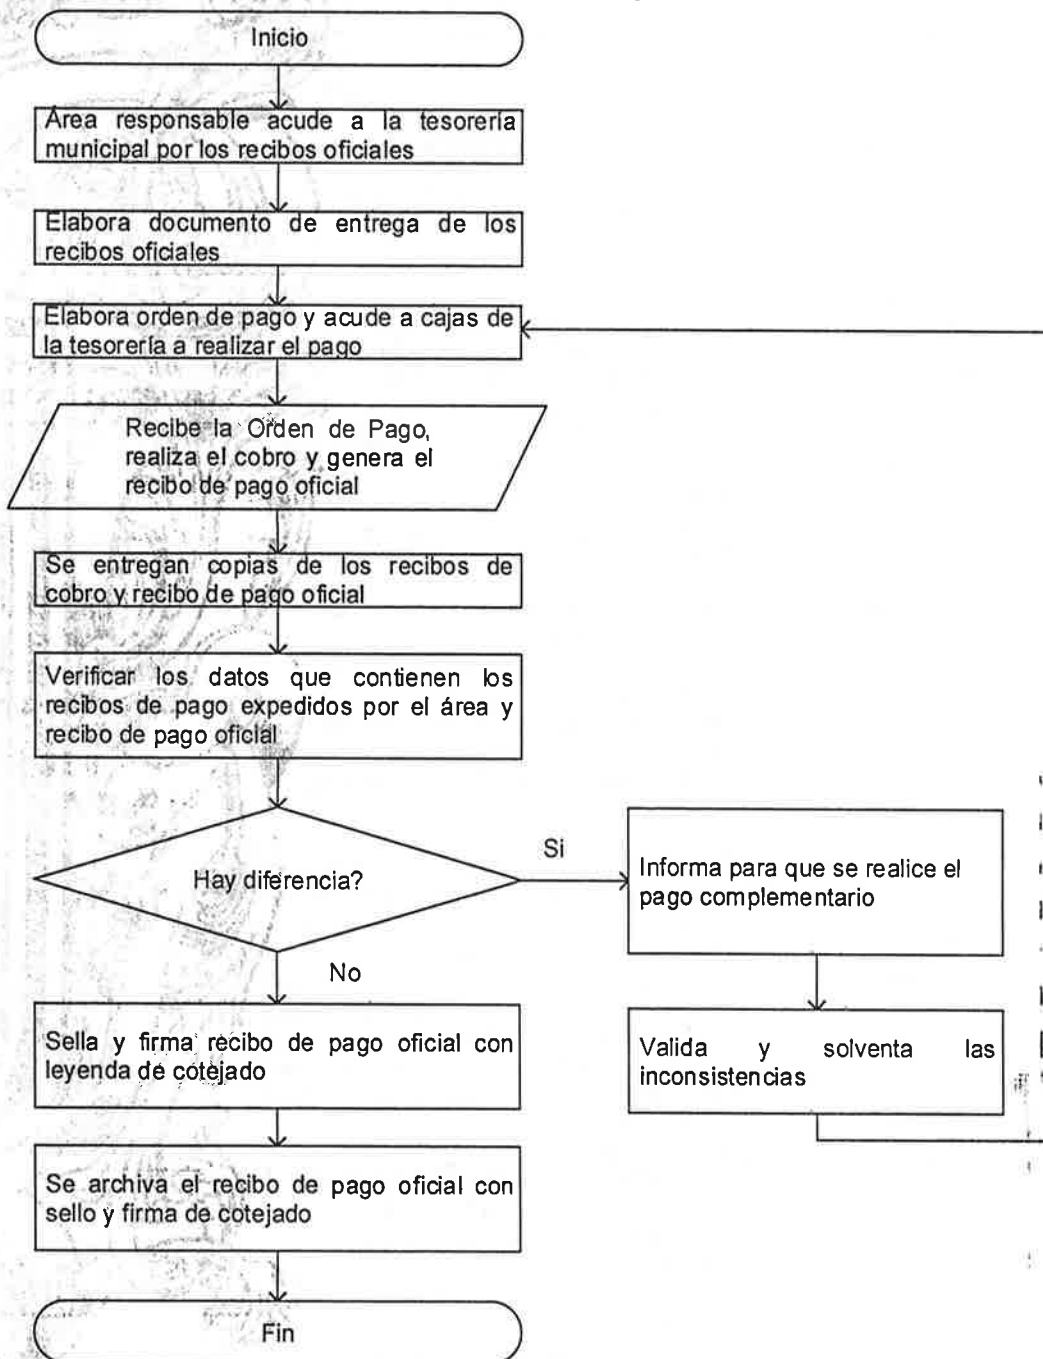 Inicio
Área responsable acude a la tesorería
municipal por los recibos oficiales
Elabora documento de entrega de los
recibos oficiales
Elabora orden de pago y acude a cajas de
la tesorería a realizar el pago
Recibe la Orden de Pago,
realiza el cobro y genera el
recibo de pago oficial
Se entregan copias de los recibos de
cobro y recibo de pago oficial
Verificar los datos que contienen los
recibos de pago expedidos por el área y
recibo de pago oficial
Hay diferencia?
Si
Informa para que se realice el
pago complementario
No
Sella y firma recibo de pago oficial con
leyenda de cotejado
Valida y solventa las
inconsistencias
Se archiva el recibo de pago oficial con
sello y firma de cotejado
Fin